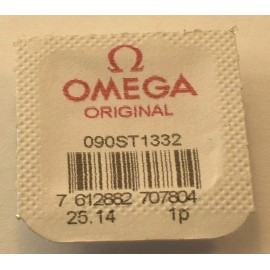 Ω
OMEGA
ORIGINAL
090ST1332
7 612882 707804
25.14 1p